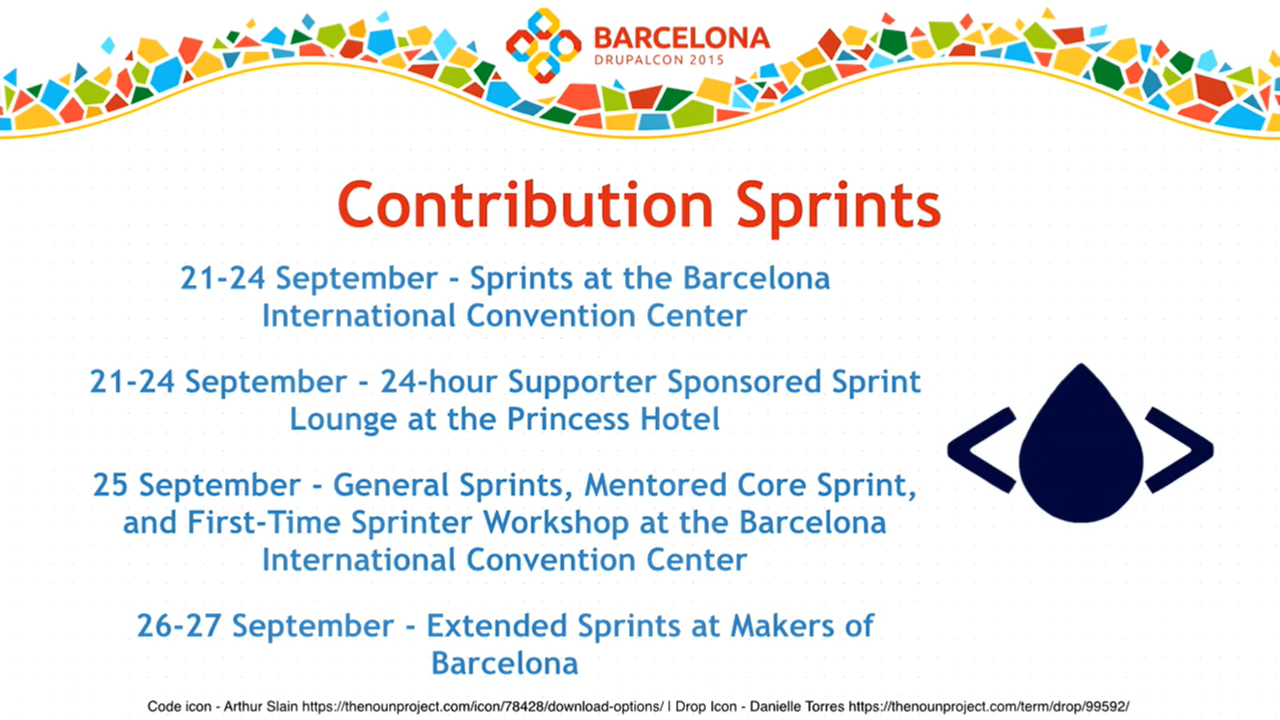 BARCELONA
DRUPALCON 2015
Contribution Sprints
21-24 September - Sprints at the Barcelona
International Convention Center
21-24 September - 24-hour Supporter Sponsored Sprint
Lounge at the Princess Hotel
25 September - General Sprints, Mentored Core Sprint,
and First-Time Sprinter Workshop at the Barcelona
International Convention Center
26-27 September - Extended Sprints at Makers of
Barcelona
Code icon - Arthur Slain https://thenounproject.com/icon/78428/download-options/ | Drop Icon - Danielle Torres https://thenounproject.com/term/drop/99592/